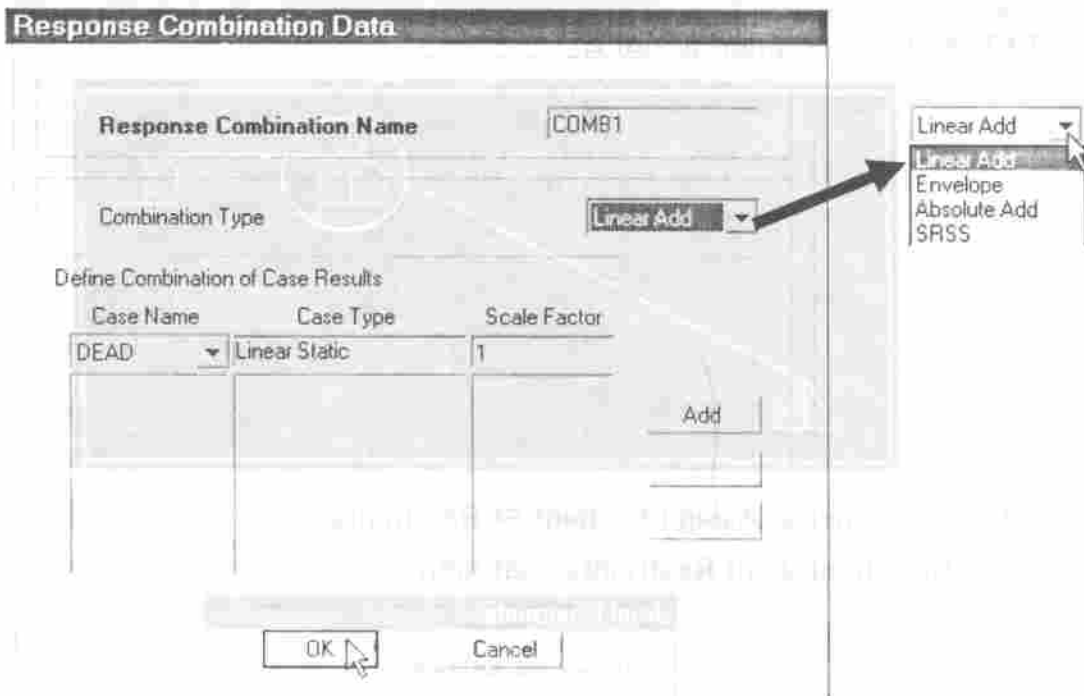 Response Combination Data
Response Combination Name
COMB1
Combination Type
Linear Add
Define Combination of Case Results
Case Name Case Type Scale Factor
DEAD Linear Static 1
Add
OK Cancel
Linear Add
Linear Add
Envelope
Absolute Add
SRSS